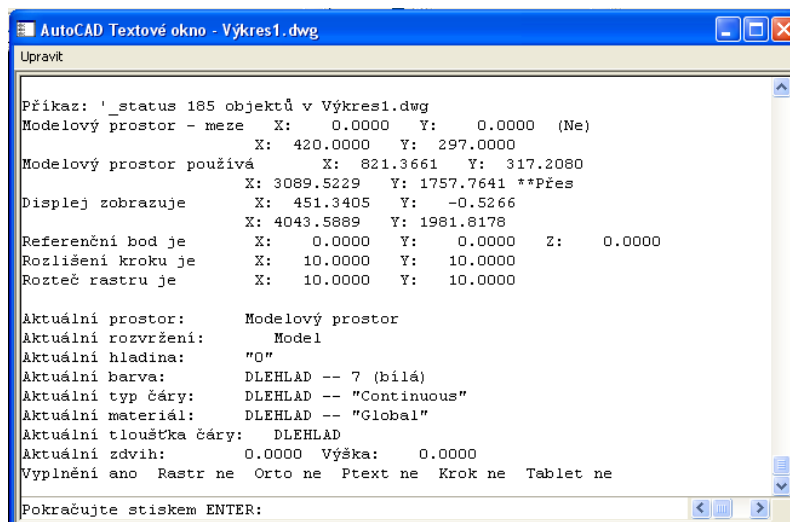 AutoCAD Textové okno - Výkres1.dwg
Upravit
Příkaz: '_status 185 objektů v Výkres1.dwg
Modelový prostor - meze X: 0.0000 Y: 0.0000 (Ne)
X: 420.0000 Y: 297.0000
Modelový prostor používá X: 821.3661 Y: 317.2080
X: 3089.5229 Y: 1757.7641 **Přes
Displej zobrazuje X: 451.3405 Y: -0.5266
X: 4043.5889 Y: 1981.8178
Referenční bod je X: 0.0000 Y: 0.0000 Z: 0.0000
Rozlišení kroku je X: 10.0000 Y: 10.0000
Rozteč rastru je X: 10.0000 Y: 10.0000
Aktuální prostor: Modelový prostor
Aktuální rozvržení: Model
Aktuální hladina: "0"
Aktuální barva: DLEHLAD -- 7 (bílá)
Aktuální typ čáry: DLEHLAD -- "Continuous"
Aktuální materiál: DLEHLAD -- "Global"
Aktuální tloušťka čáry: DLEHLAD
Aktuální zdvih: 0.0000 Výška: 0.0000
Vyplnění ano Rastr ne Orto ne Ptext ne Krok ne Tablet ne
Pokračujte stiskem ENTER: